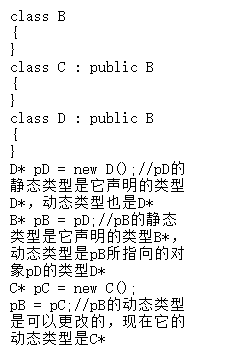 class B
{
}
class C : public B
{
}
class D : public B
{
}
D* pD = new D();//pD的
静态类型是它声明的类型
D*，动态类型也是D*
B* pB = pD;//pB的静态
类型是它声明的类型B*，
动态类型是pB所指向的对
象pD的类型D*
C* pC = new C();
pB = pC;//pB的动态类型
是可以更改的，现在它的
动态类型是C*